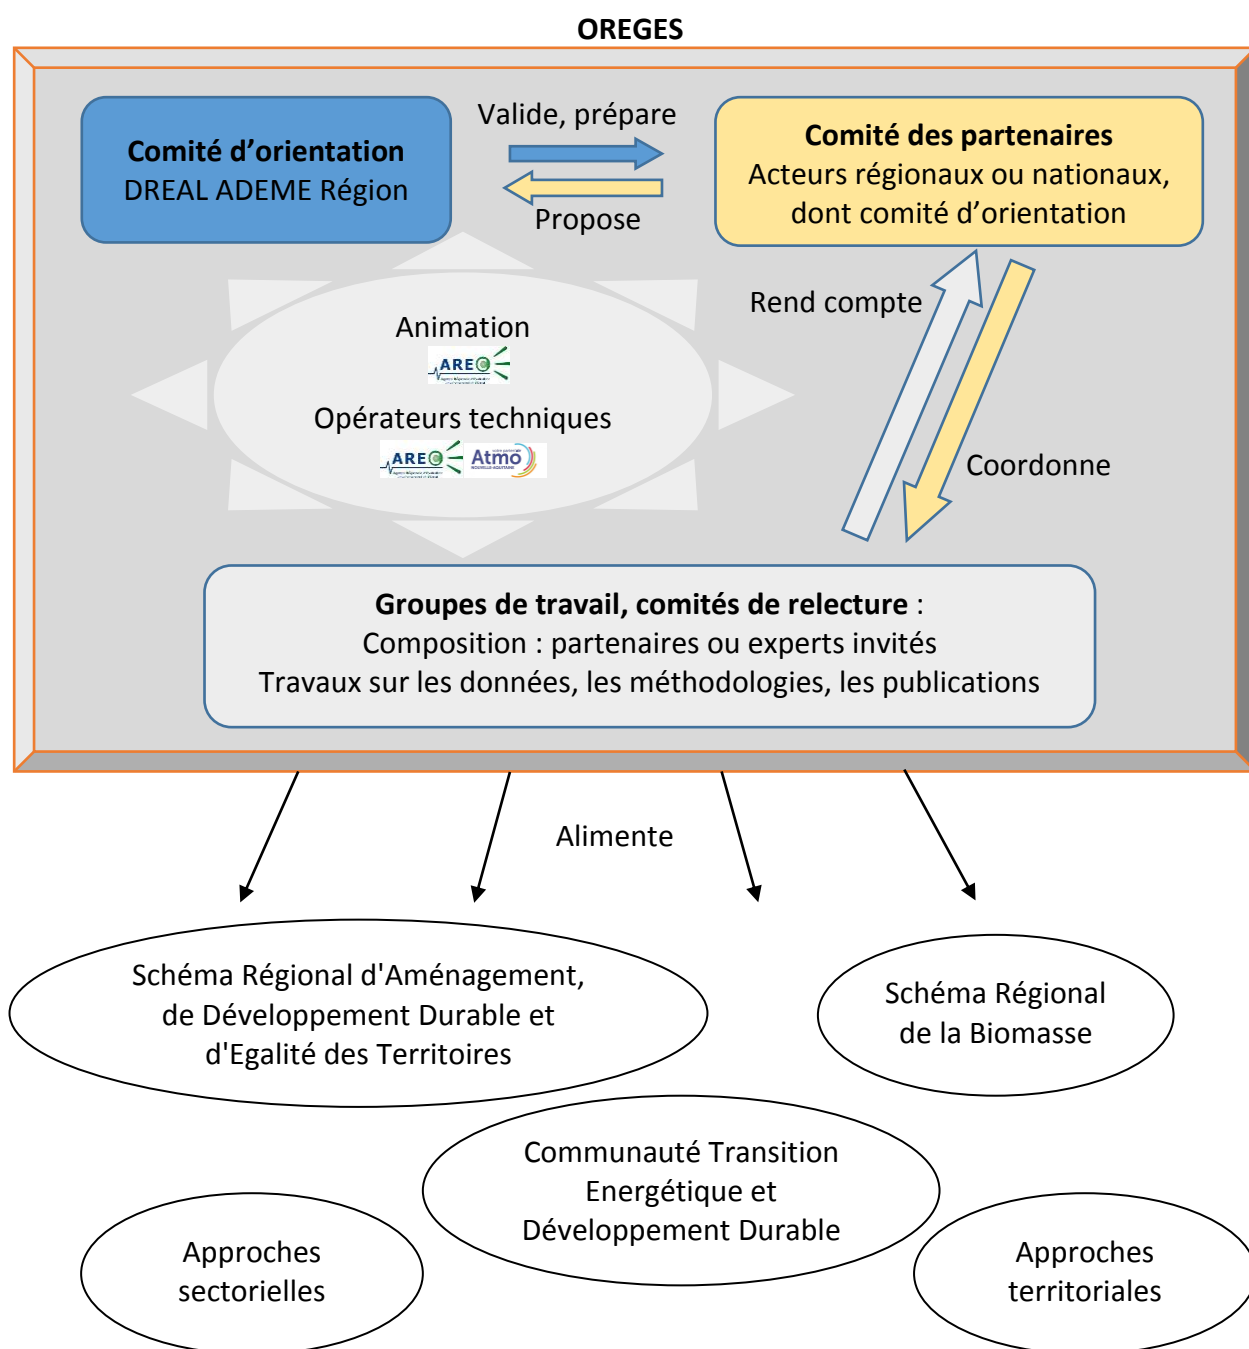 OREGES
Comité d’orientation
DREAL ADEME Région
Valide, prépare
Propose
Comité des partenaires
Acteurs régionaux ou nationaux,
dont comité d’orientation
Rend compte
Coordonne
Animation
AREC
Opérateurs techniques
AREC
Atmo
NOUVELLE-AQUITAINE
Groupes de travail, comités de relecture :
Composition : partenaires ou experts invités
Travaux sur les données, les méthodologies, les publications
Alimente
Schéma Régional d'Aménagement,
de Développement Durable et
d'Egalité des Territoires
Schéma Régional
de la Biomasse
Communauté Transition
Energétique et
Développement Durable
Approches
sectorielles
Approches
territoriales